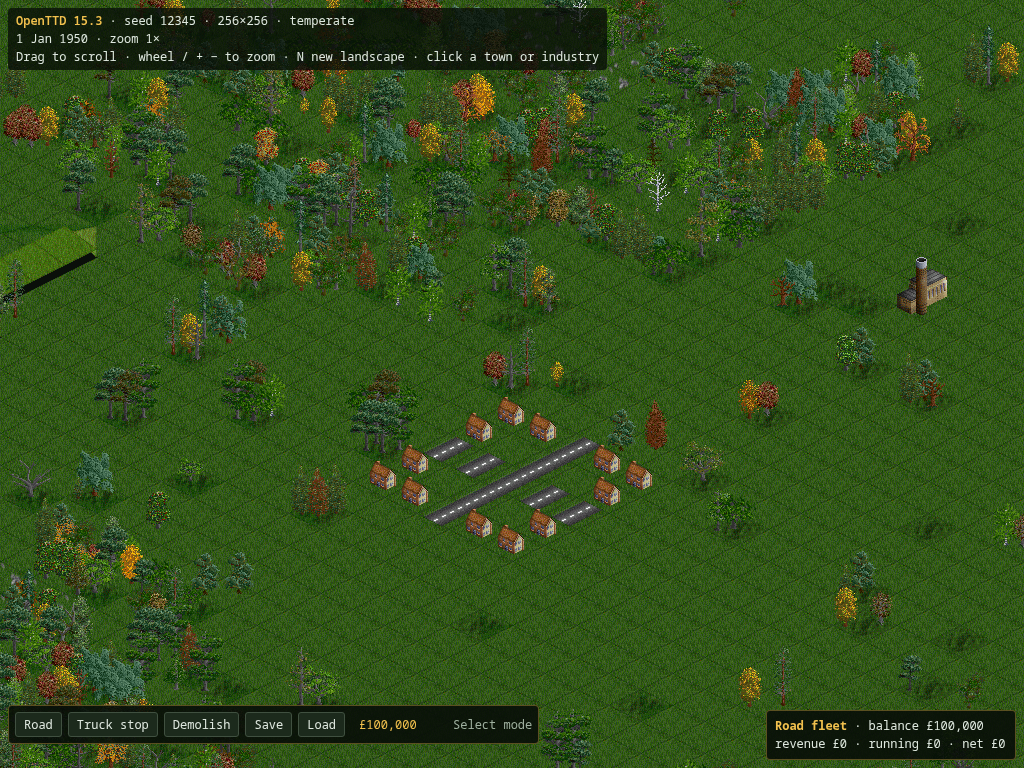 OpenTTD 15.3 · seed 12345 · 256×256 · temperate
1 Jan 1950 · zoom 1×
Drag to scroll · wheel / + − to zoom · N new landscape · click a town or industry
Road Truck stop Demolish Save Load £100,000 Select mode
Road fleet · balance £100,000
revenue £0 · running £0 · net £0